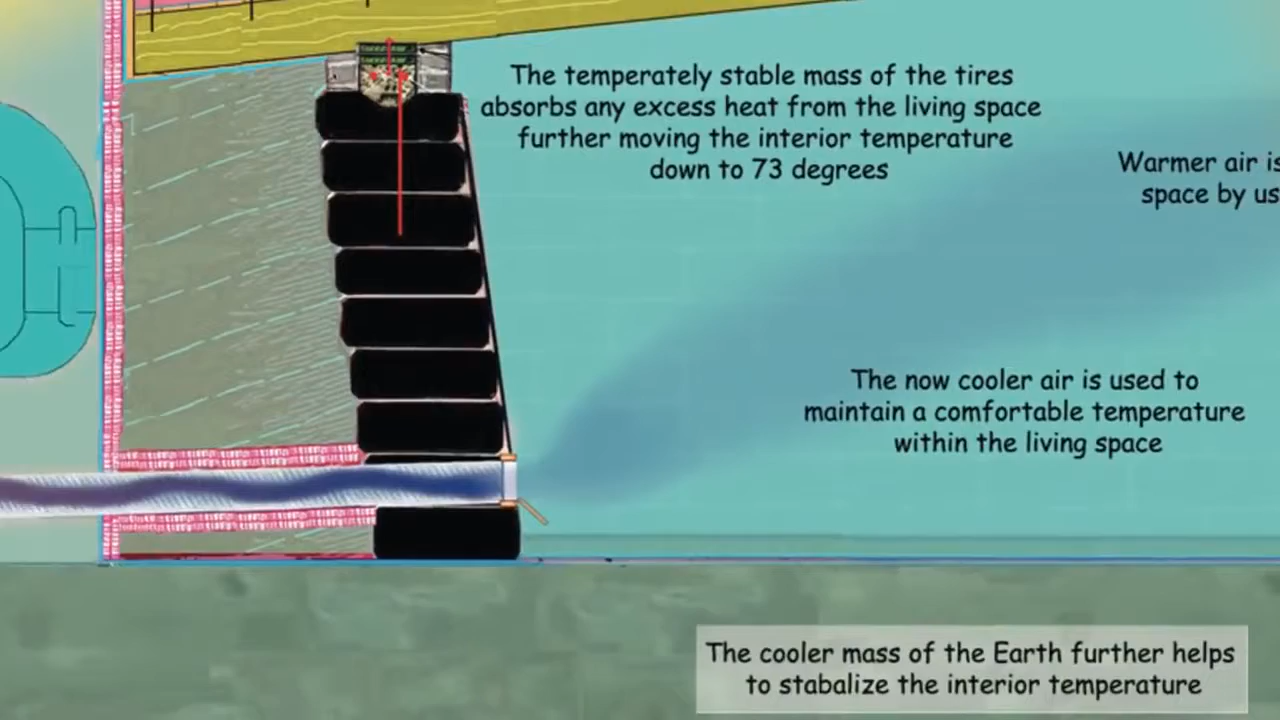 The temperately stable mass of the tires
absorbs any excess heat from the living space
further moving the interior temperature
down to 73 degrees
Warmer air is
space by us
The now cooler air is used to
maintain a comfortable temperature
within the living space
The cooler mass of the Earth further helps
to stabalize the interior temperature